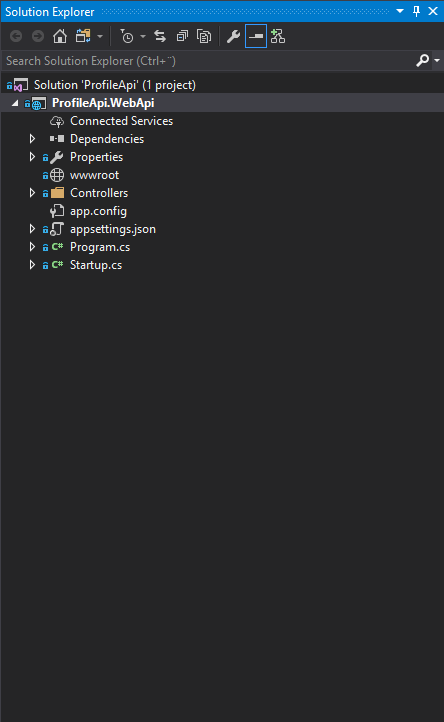 Solution Explorer
Search Solution Explorer (Ctrl+¨)
Solution 'ProfileApi' (1 project)
ProfileApi.WebApi
Connected Services
Dependencies
Properties
wwwroot
Controllers
app.config
appsettings.json
C# Program.cs
C# Startup.cs